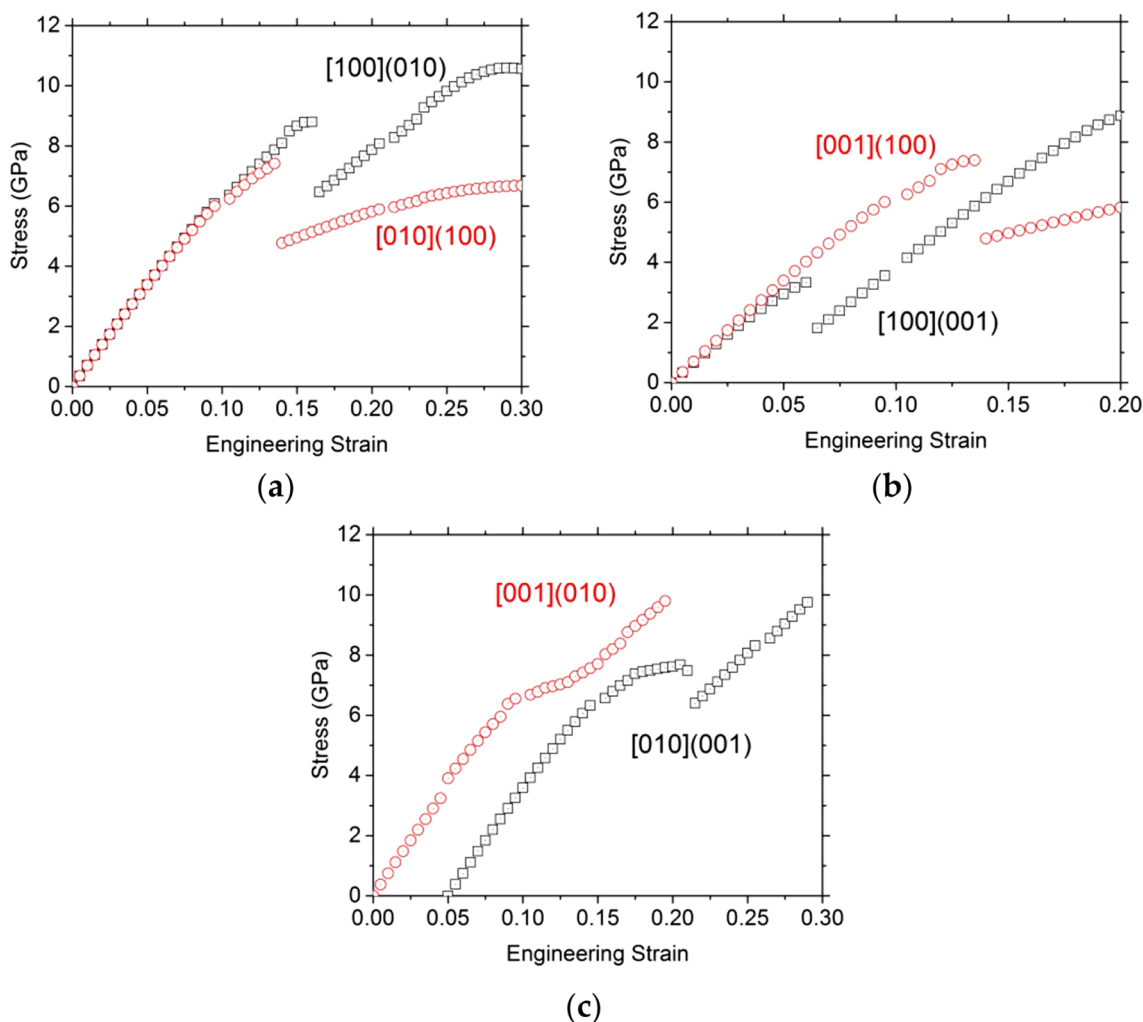 12
10
8
6
4
2
0
Stress (GPa)
[100](010)
[010](100)
0.00 0.05 0.10 0.15 0.20 0.25 0.30
Engineering Strain
(a)
12
10
8
6
4
2
0
Stress (GPa)
[001](100)
[100](001)
0.00 0.05 0.10 0.15 0.20
Engineering Strain
(b)
12
10
8
6
4
2
0
Stress (GPa)
[001](010)
[010](001)
0.00 0.05 0.10 0.15 0.20 0.25 0.30
Engineering Strain
(c)